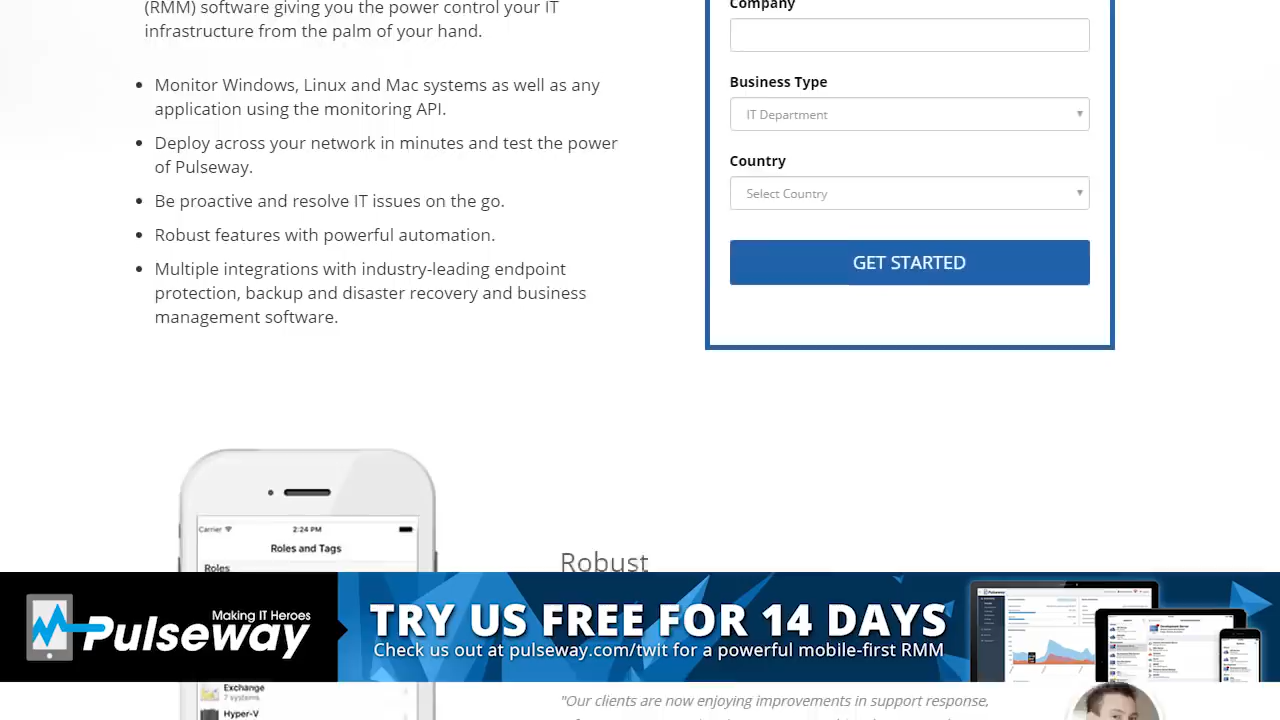 (RMM) software giving you the power control your IT
infrastructure from the palm of your hand.
Monitor Windows, Linux and Mac systems as well as any
application using the monitoring API.
Deploy across your network in minutes and test the power
of Pulseway.
Be proactive and resolve IT issues on the go.
Robust features with powerful automation.
Multiple integrations with industry-leading endpoint
protection, backup and disaster recovery and business
management software.
Company
Business Type
IT Department
Country
Select Country
GET STARTED
Carrier
2:24 PM
Roles and Tags
Roles
Robust
Making IT Heroes
Pulseway
TRY US FREE FOR 14 DAYS
Check us out at pulseway.com/twit for a powerful mobile-first RMM
Exchange
7 systems
Hyper-V
"Our clients are now enjoying improvements in support response,